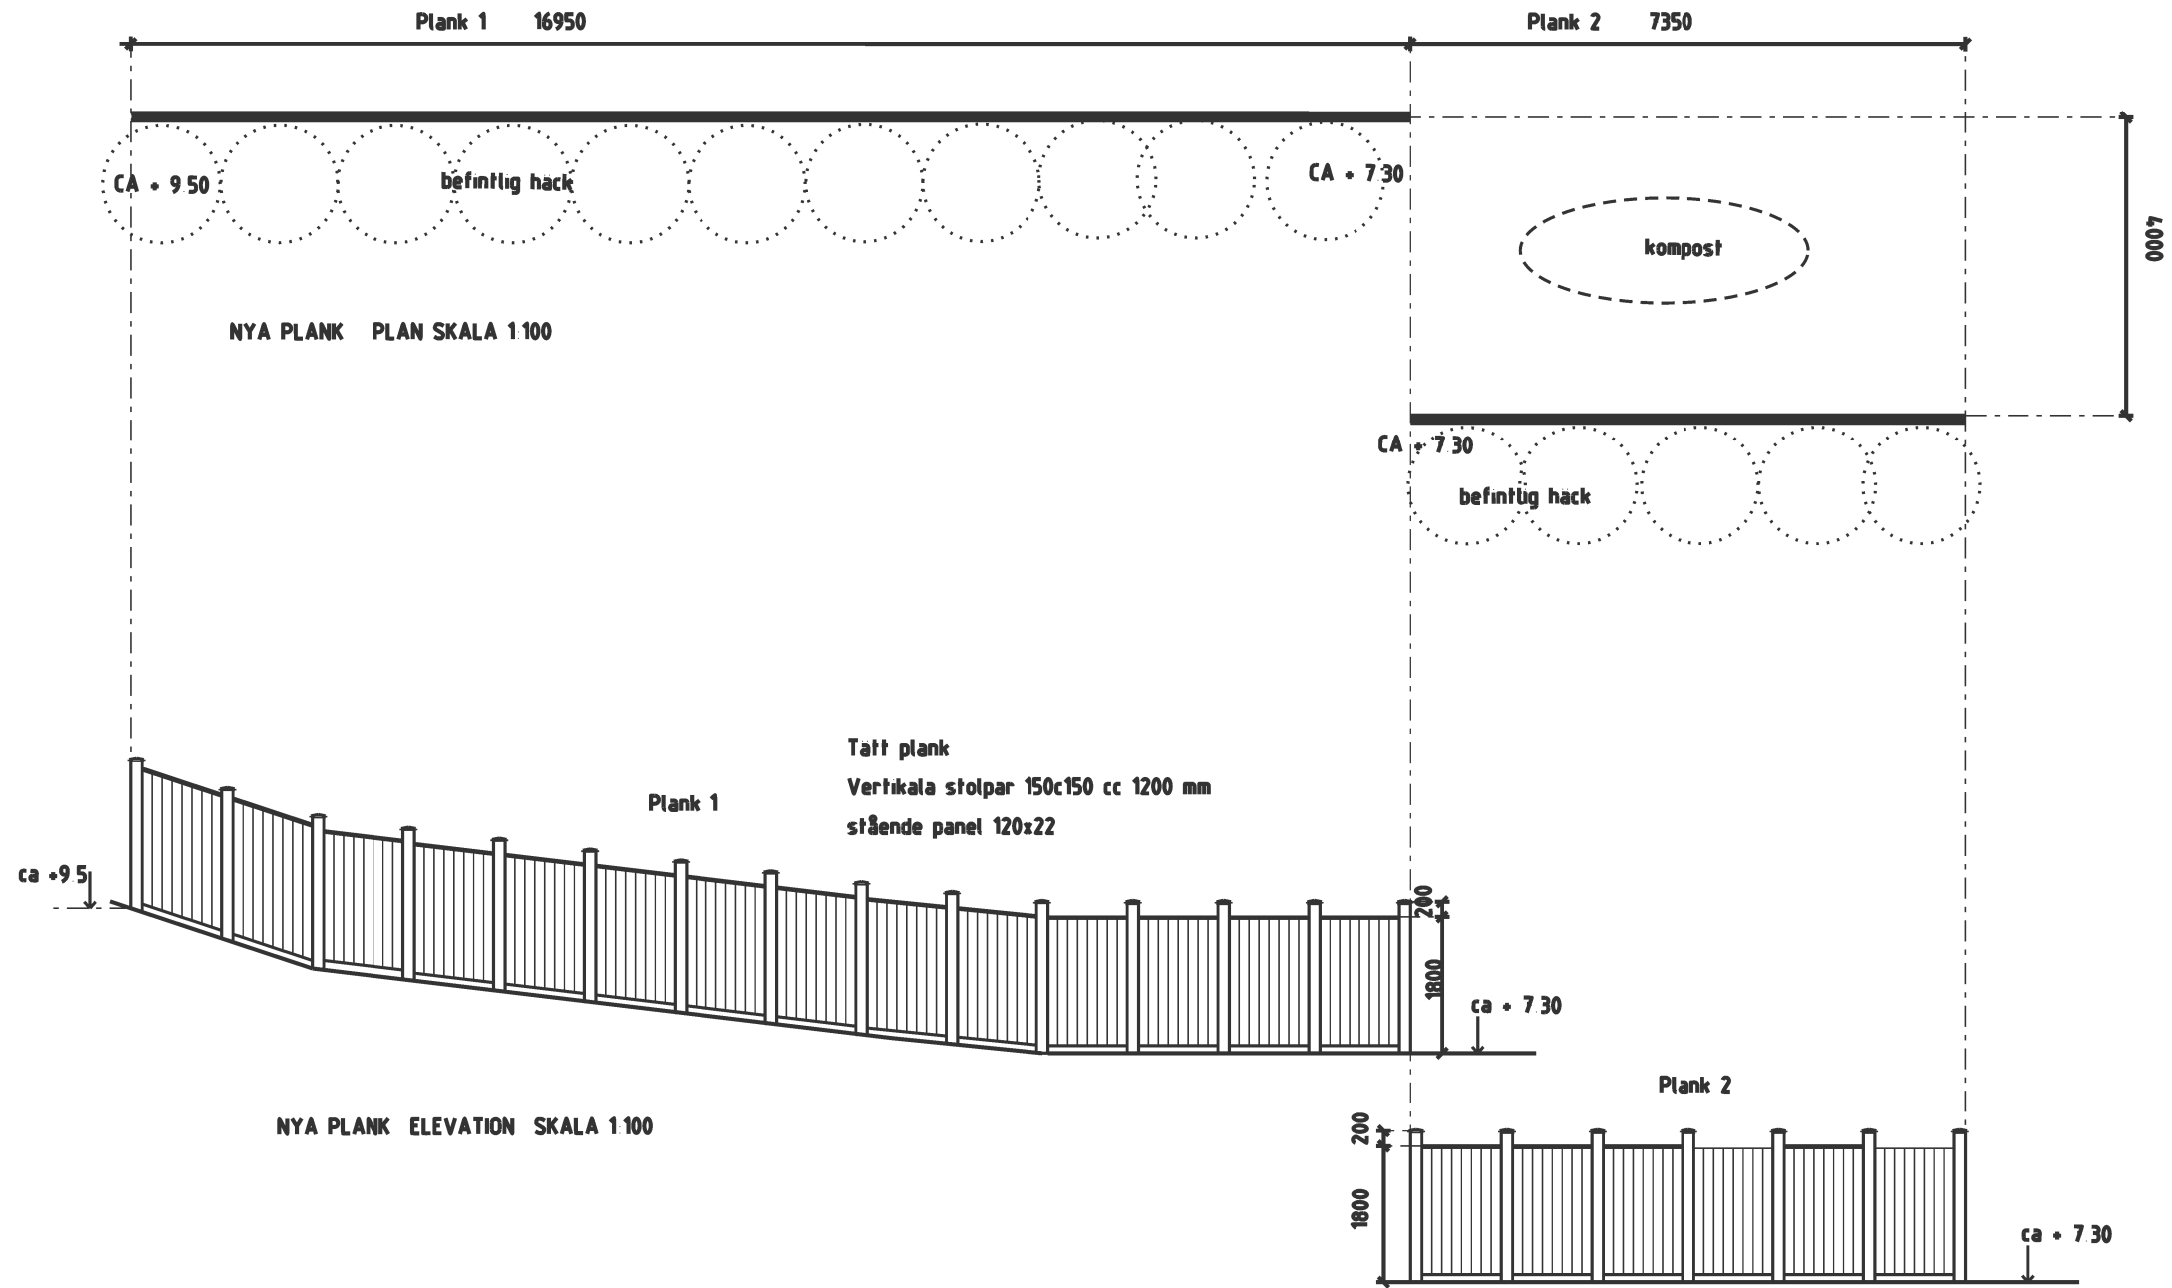 Plank 1 16950
Plank 2 7350
CA + 9.50
befintlig häck
CA + 7.30
kompost
4000
NYA PLANK PLAN SKALA 1:100
CA + 7.30
befintlig häck
Tätt plank
Vertikala stolpar 150c150 cc 1200 mm
stående panel 120x22
Plank 1
ca +9.5
200
1800
ca + 7.30
Plank 2
NYA PLANK ELEVATION SKALA 1:100
200
1800
ca + 7.30